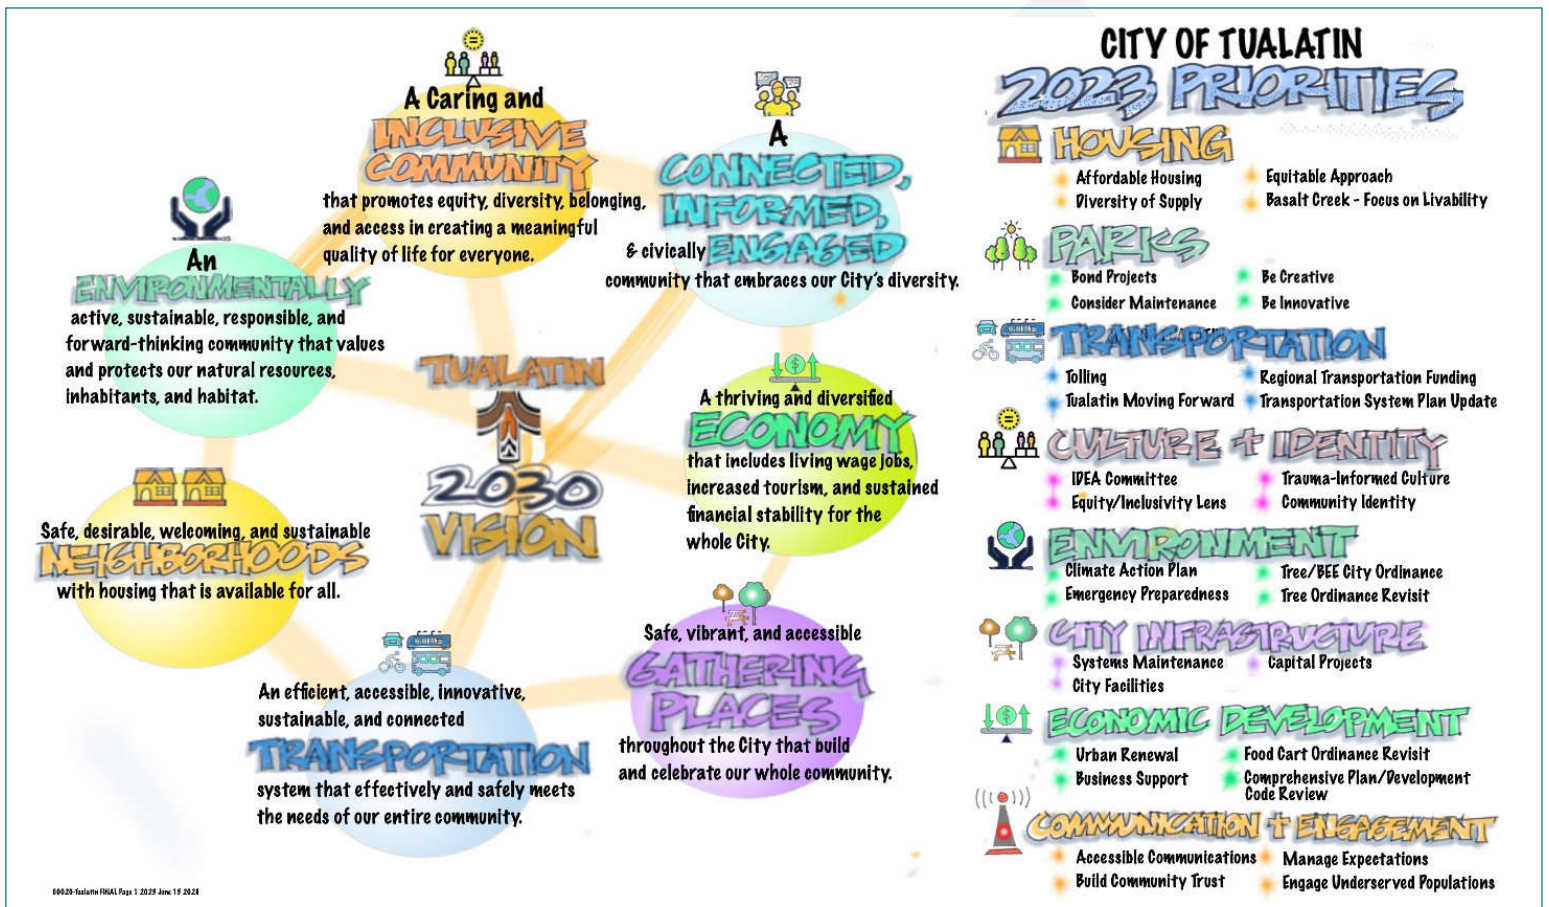 A Caring and
INCLUSIVE
COMMUNITY
that promotes equity, diversity, belonging,
and access in creating a meaningful
quality of life for everyone.
A
CONNECTED,
INFORMED,
& civically ENGAGED
community that embraces our City's diversity.
An
ENVIRONMENTALLY
active, sustainable, responsible, and
forward-thinking community that values
and protects our natural resources,
inhabitants, and habitat.
TUALATIN
2030
VISION
A thriving and diversified
ECONOMY
that includes living wage jobs,
increased tourism, and sustained
financial stability for the
whole City.
Safe, desirable, welcoming, and sustainable
NEIGHBORHOODS
with housing that is available for all.
An efficient, accessible, innovative,
sustainable, and connected
TRANSPORTATION
system that effectively and safely meets
the needs of our entire community.
Safe, vibrant, and accessible
GATHERING
PLACES
throughout the City that build
and celebrate our whole community.
CITY OF TUALATIN
2023 PRIORITIES
HOUSING
Affordable Housing
Diversity of Supply
Equitable Approach
Basalt Creek - Focus on Livability
PARKS
Bond Projects
Consider Maintenance
Be Creative
Be Innovative
TRANSPORTATION
Tolling
Tualatin Moving Forward
Regional Transportation Funding
Transportation System Plan Update
CULTURE + IDENTITY
IDEA Committee
Equity/Inclusivity Lens
Trauma-Informed Culture
Community Identity
ENVIRONMENT
Climate Action Plan
Emergency Preparedness
Tree/BEE City Ordinance
Tree Ordinance Revisit
CITY INFRASTRUCTURE
Systems Maintenance
City Facilities
Capital Projects
ECONOMIC DEVELOPMENT
Urban Renewal
Business Support
Food Cart Ordinance Revisit
Comprehensive Plan/Development
Code Review
COMMUNICATION + ENGAGEMENT
Accessible Communications
Build Community Trust
Manage Expectations
Engage Underserved Populations
Tualatin FINAL Page 1 2023 June 15